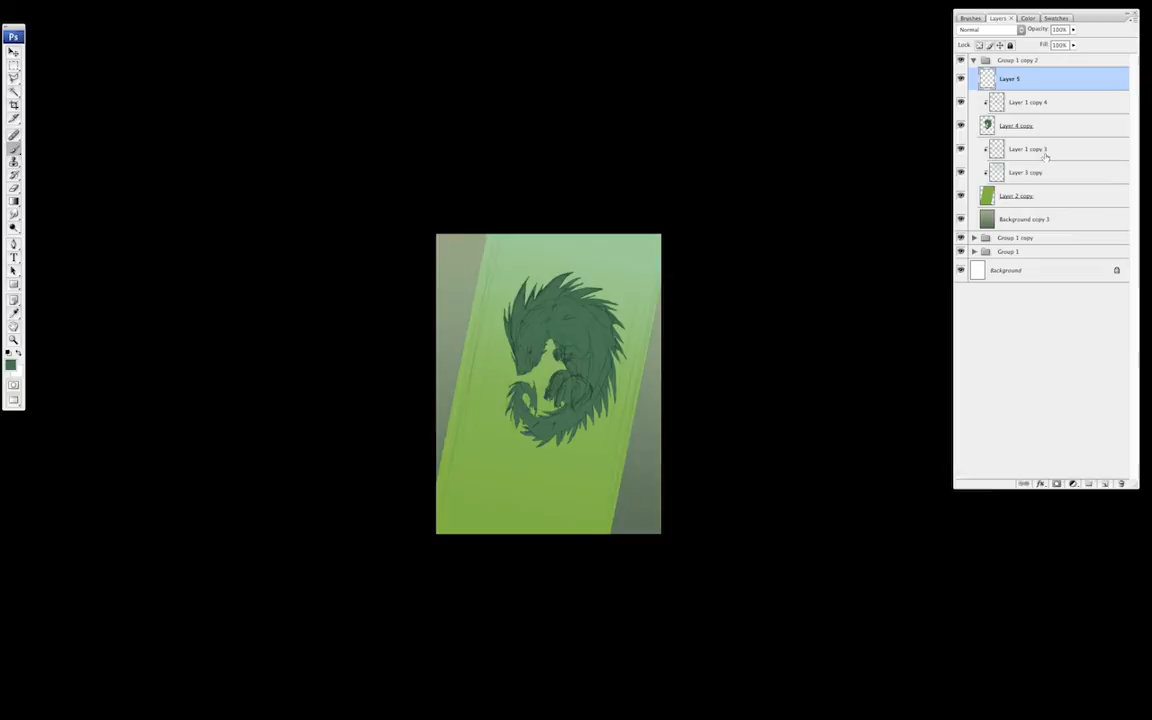 Ps
Brushes Layers × Color Swatches
Normal Opacity: 100%
Lock: Fill: 100%
Group 1 copy 2
Layer 5
Layer 1 copy 4
Layer 4 copy
Layer 1 copy 3
Layer 3 copy
Layer 2 copy
Background copy 3
Group 1 copy
Group 1
Background
T
fx